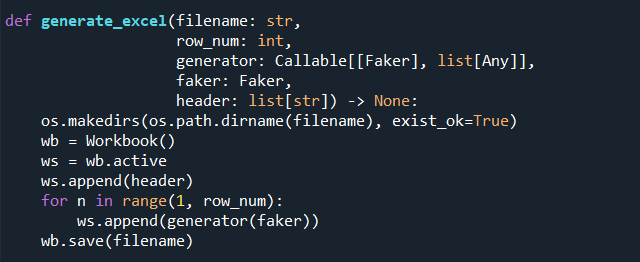 def generate_excel(filename: str,
                   row_num: int,
                   generator: Callable[[Faker], list[Any]],
                   faker: Faker,
                   header: list[str]) -> None:
    os.makedirs(os.path.dirname(filename), exist_ok=True)
    wb = Workbook()
    ws = wb.active
    ws.append(header)
    for n in range(1, row_num):
        ws.append(generator(faker))
    wb.save(filename)